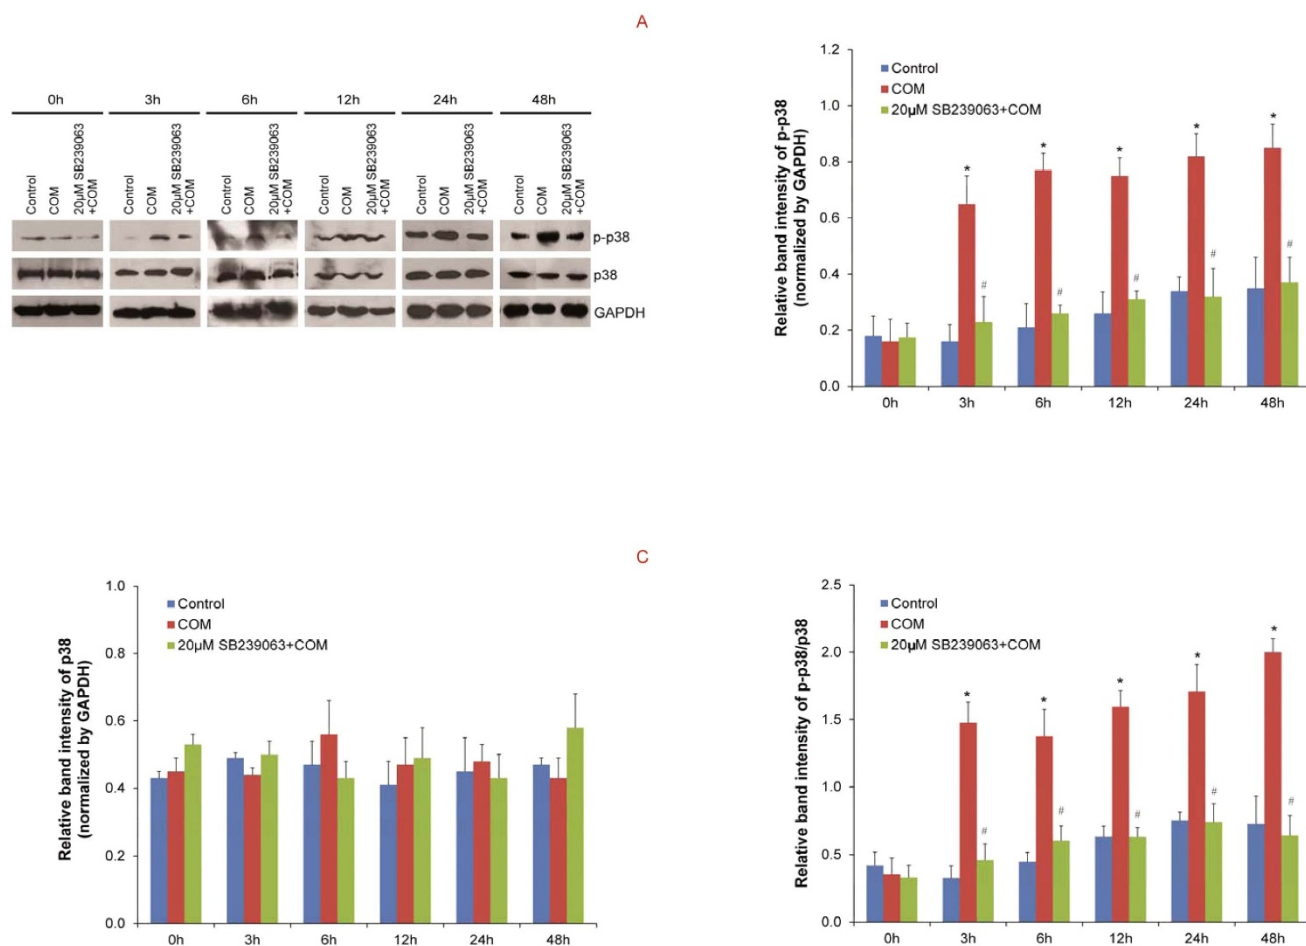 A
0h 3h 6h 12h 24h 48h
Control COM 20μM SB239063 +COM Control COM 20μM SB239063 +COM Control COM 20μM SB239063 +COM Control COM 20μM SB239063 +COM Control COM 20μM SB239063 +COM Control COM 20μM SB239063 +COM
p-p38
p38
GAPDH
Relative band intensity of p-p38
(normalized by GAPDH)
1.2
1.0
0.8
0.6
0.4
0.2
0.0
Control
COM
20μM SB239063+COM
* * * * *
# # # # #
0h 3h 6h 12h 24h 48h
C
Relative band intensity of p38
(normalized by GAPDH)
1.0
0.8
0.6
0.4
0.2
0.0
Control
COM
20μM SB239063+COM
0h 3h 6h 12h 24h 48h
Relative band intensity of p-p38/p38
2.5
2.0
1.5
1.0
0.5
0.0
Control
COM
20μM SB239063+COM
* * * * *
# # # # #
0h 3h 6h 12h 24h 48h